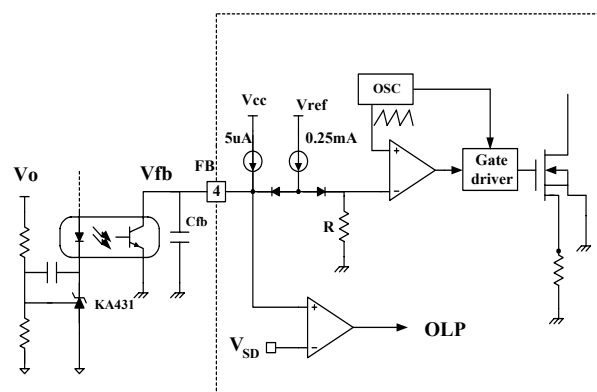 OSC
Vcc
Vref
5uA
0.25mA
Vo
Vfb
FB
4
Cfb
R
+
−
Gate
driver
KA431
+
−
VSD
OLP